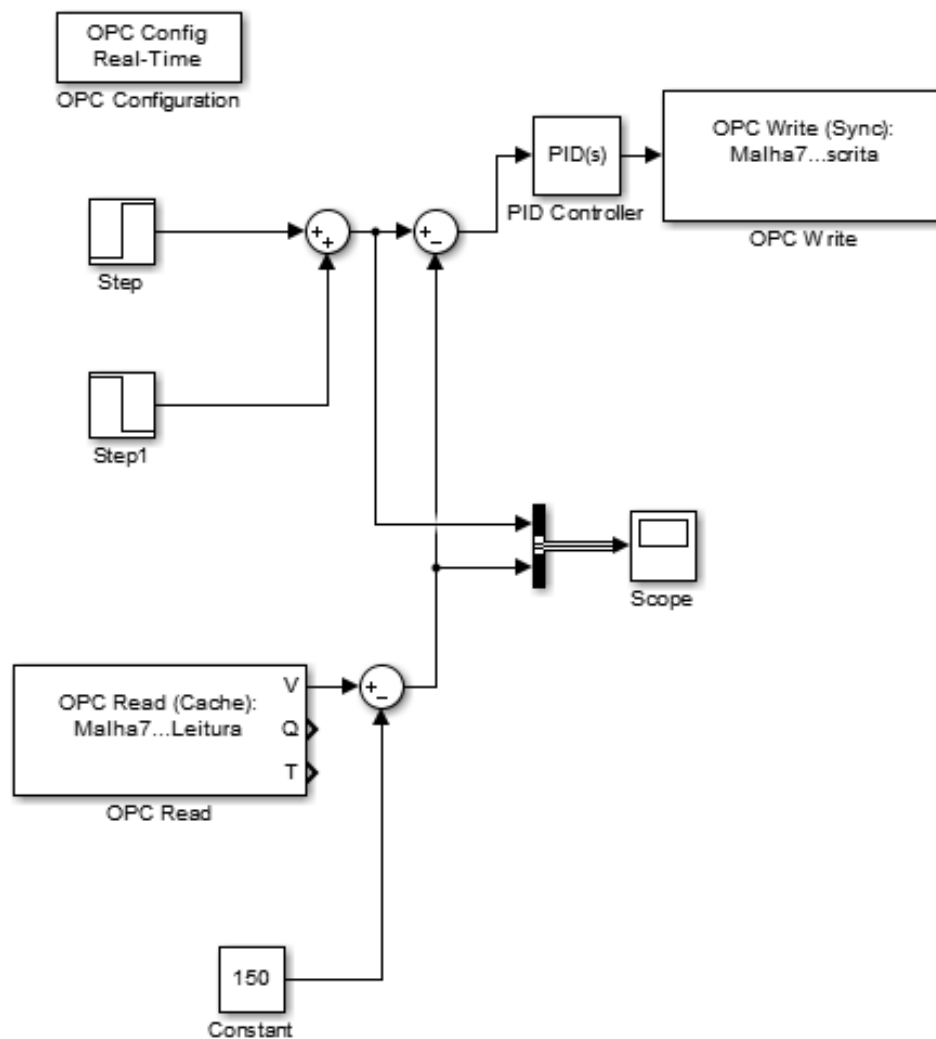 OPC Config
Real-Time
OPC Configuration
OPC Write (Sync):
Malha7...scrita
OPC Write
PID(s)
PID Controller
+
+
+
−
Step
Step1
Scope
OPC Read (Cache):
Malha7...Leitura
V
Q
T
OPC Read
+
−
150
Constant